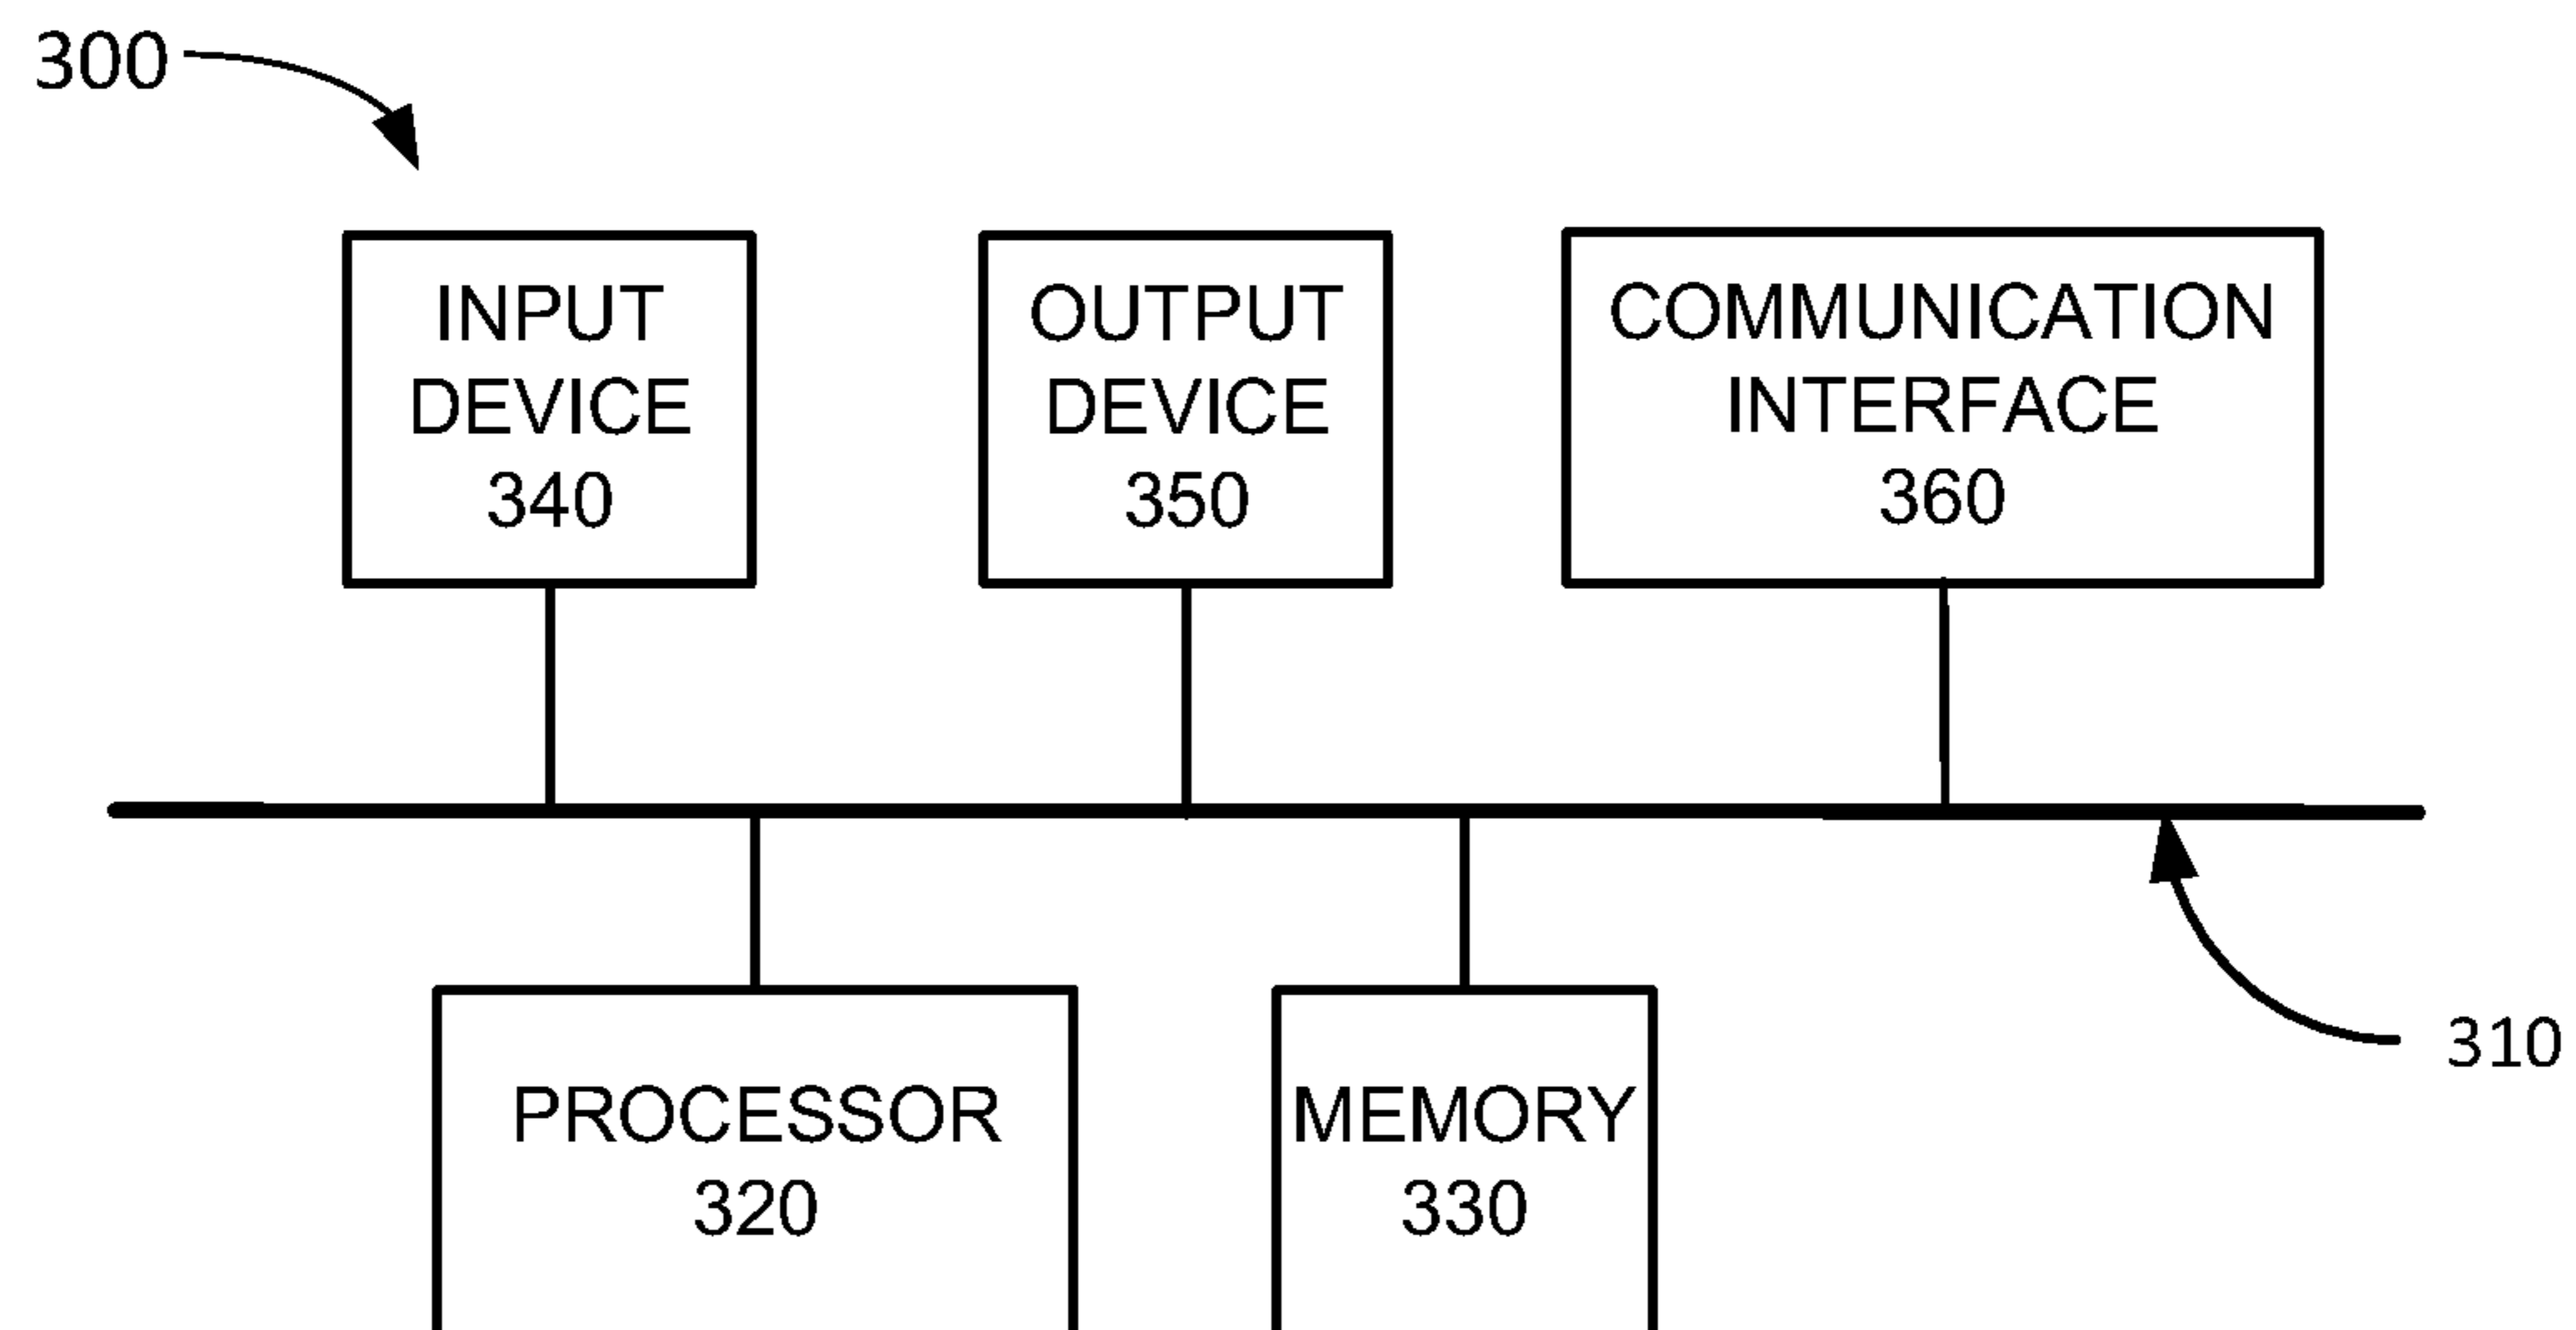 300
INPUT
DEVICE
340
OUTPUT
DEVICE
350
COMMUNICATION
INTERFACE
360
310
PROCESSOR
320
MEMORY
330